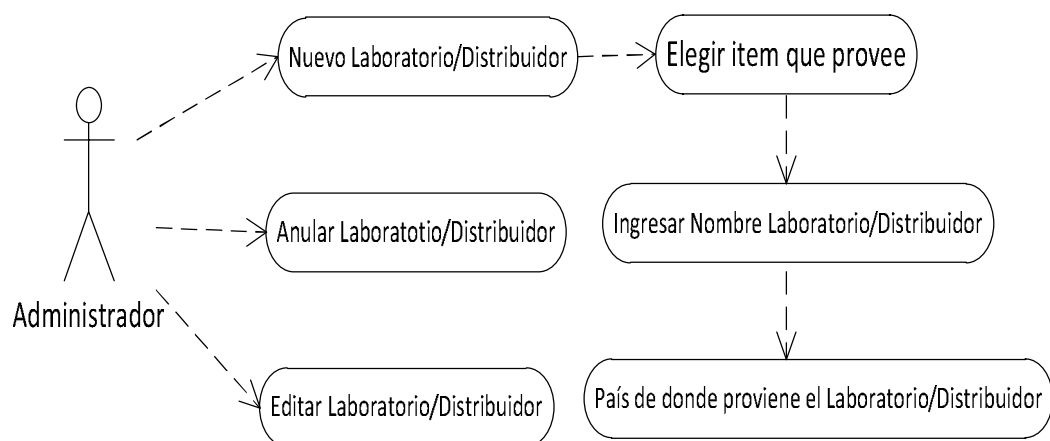 Nuevo Laboratorio/Distribuidor
Elegir item que provee
Anular Laboratotio/Distribuidor
Ingresar Nombre Laboratorio/Distribuidor
Administrador
Editar Laboratorio/Distribuidor
País de donde proviene el Laboratorio/Distribuidor